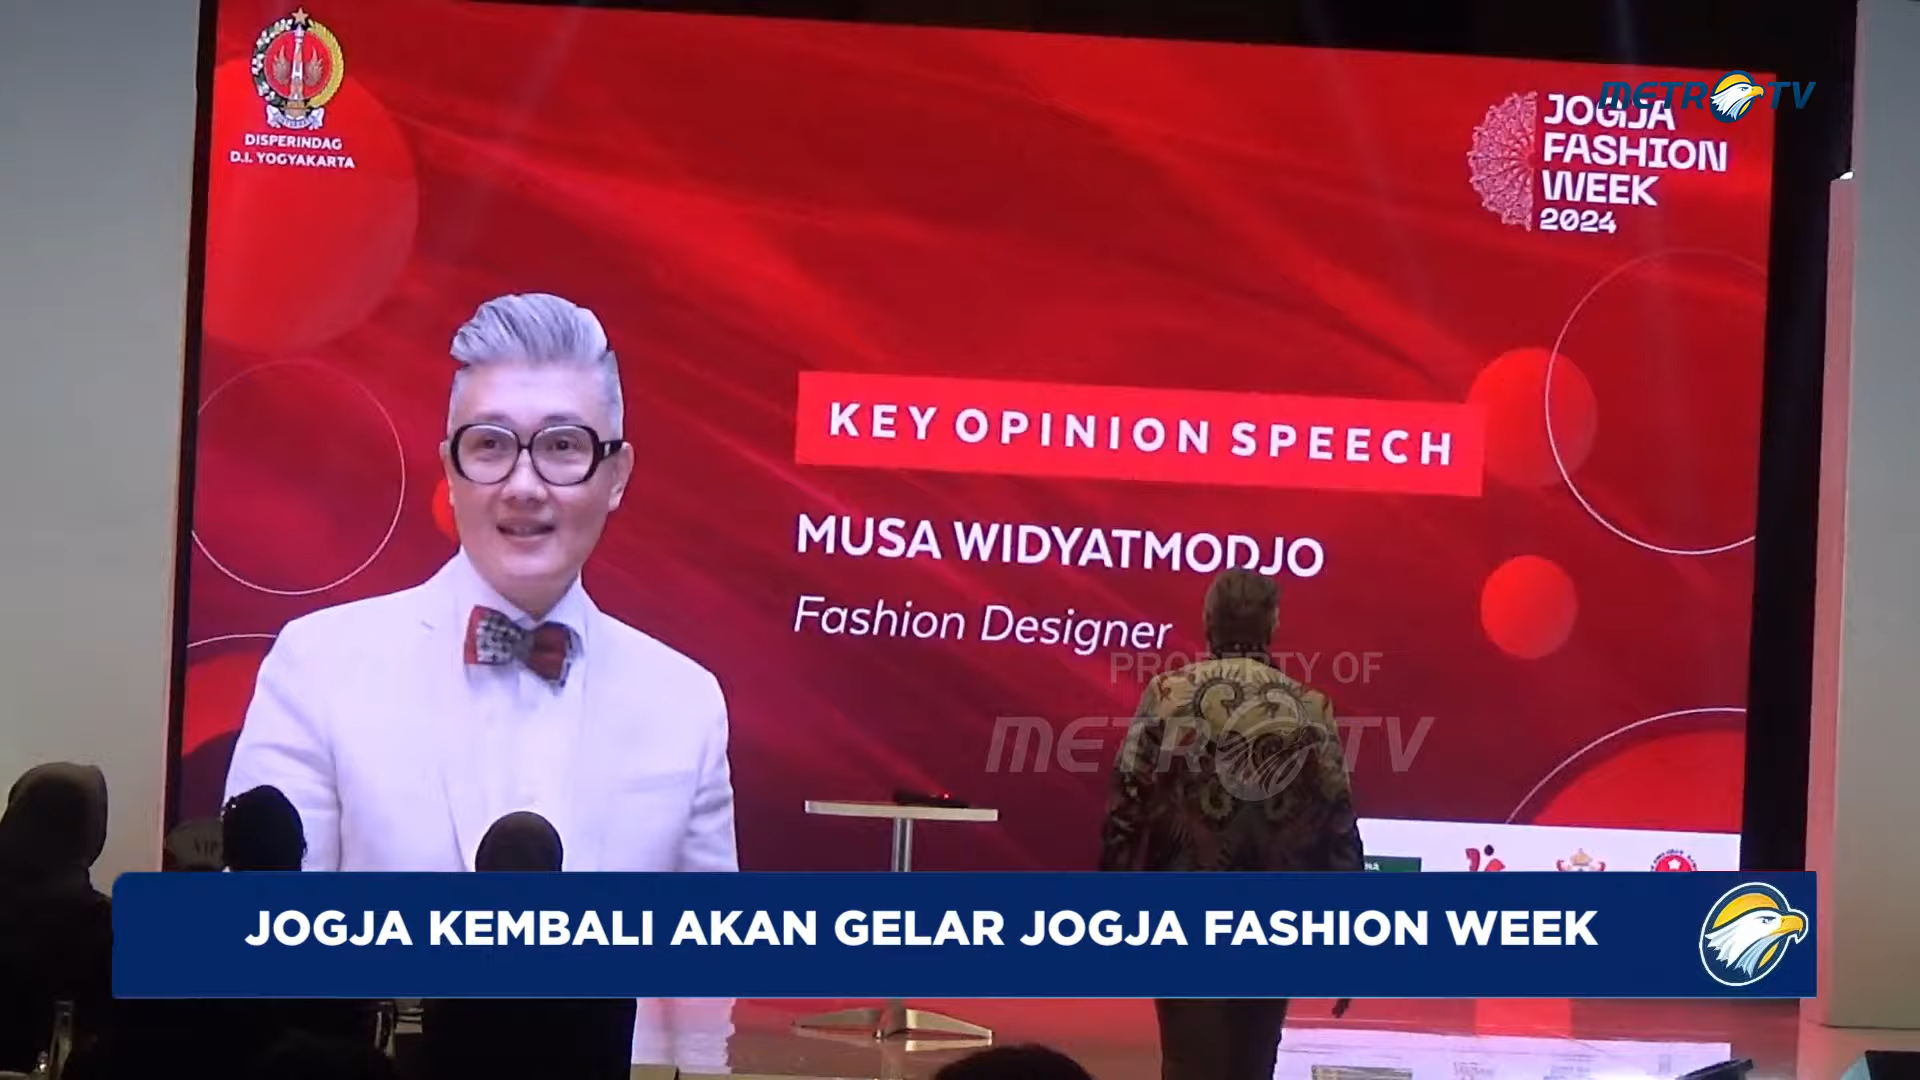 DISPERINDAG
D.I. YOGYAKARTA
METRO TV
JOGJA
FASHION
WEEK
2024
KEY OPINION SPEECH
MUSA WIDYATMODJO
Fashion Designer
PROPERTY OF
METRO TV
VIP
JOGJA KEMBALI AKAN GELAR JOGJA FASHION WEEK